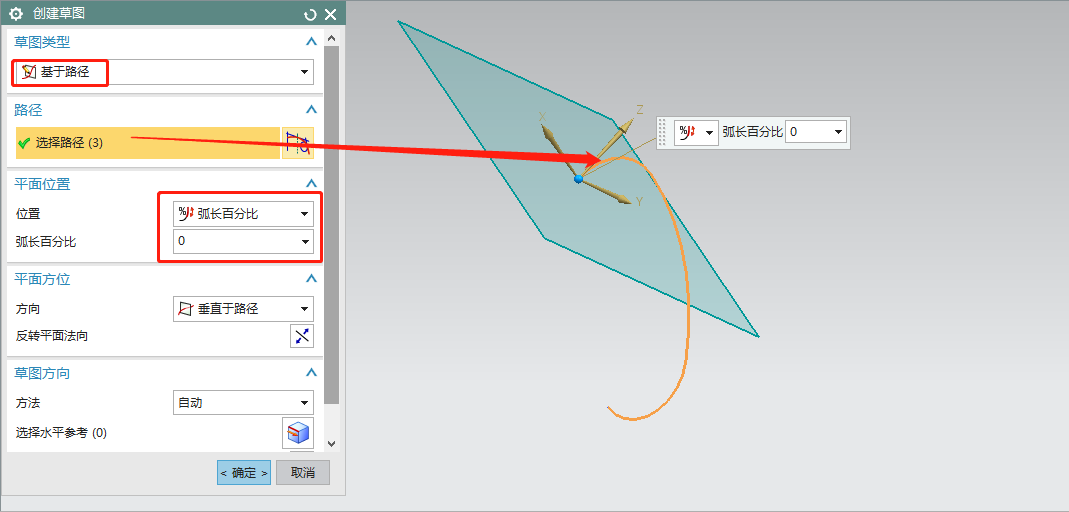 创建草图
草图类型
基于路径
路径
选择路径 (3)
平面位置
位置
%
弧长百分比
弧长百分比
0
平面方位
方向
垂直于路径
反转平面法向
草图方向
方法
自动
选择水平参考 (0)
< 确定 >
取消
X
Z
Y
%
弧长百分比
0